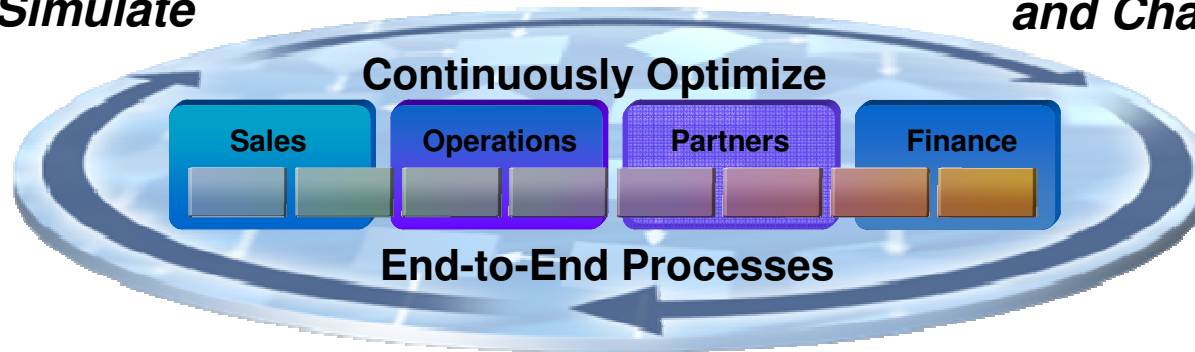 Simulate
and Cha
Continuously Optimize
Sales
Operations
Partners
Finance
End-to-End Processes